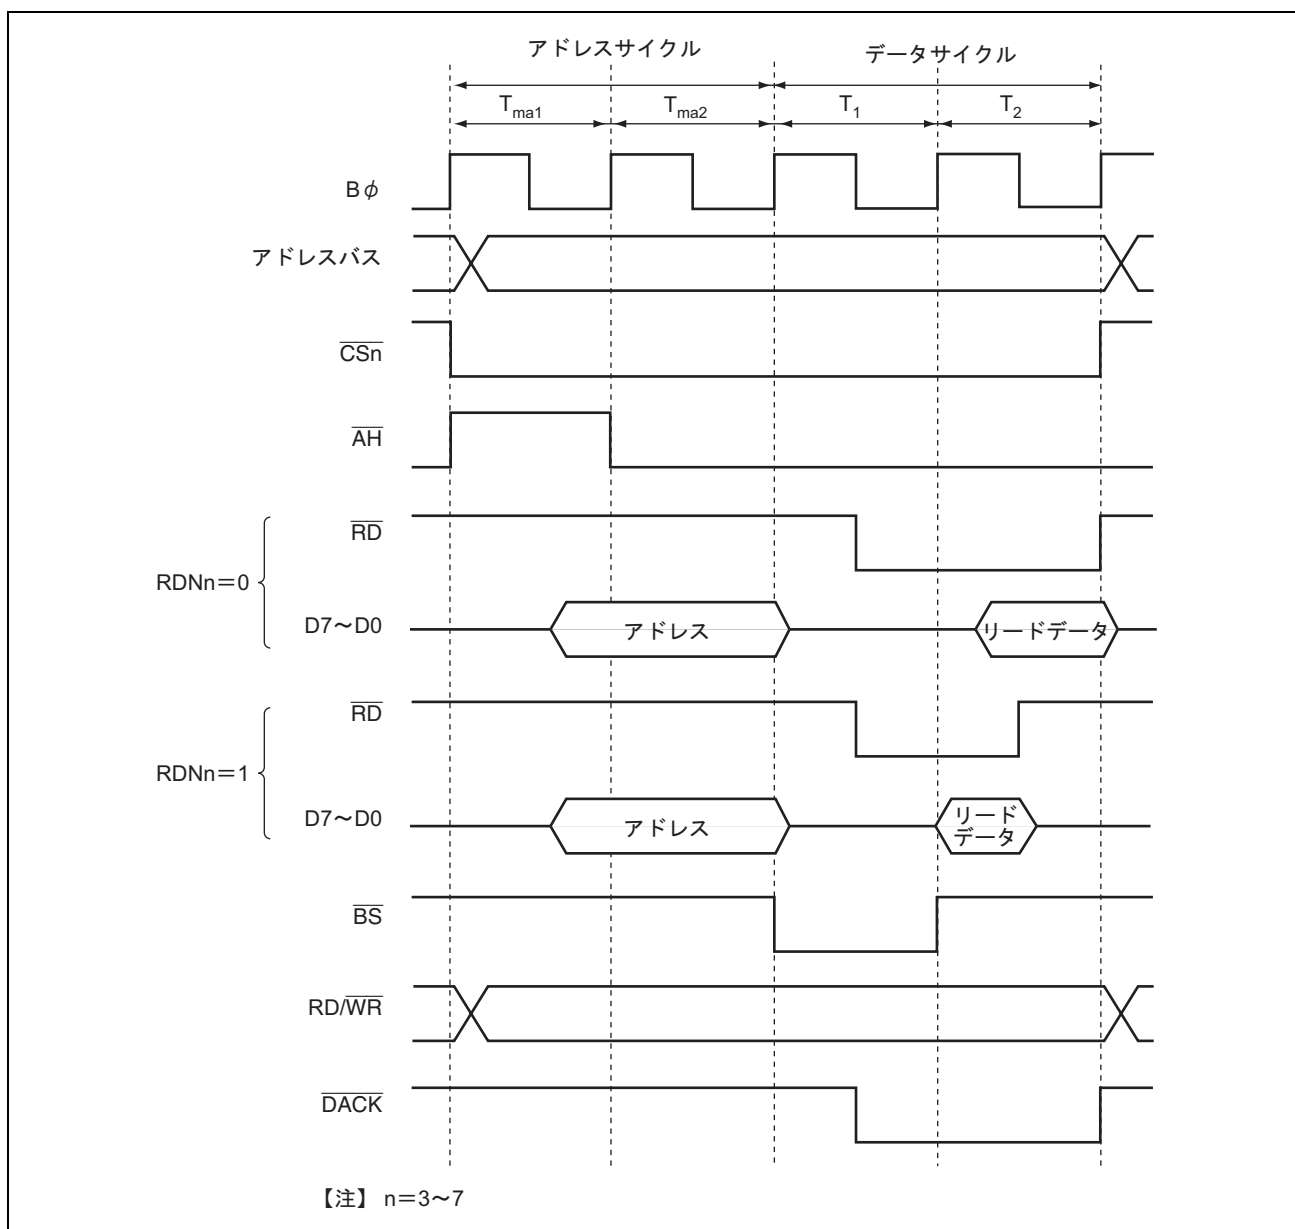 アドレスサイクル データサイクル
Tma1 Tma2 T1 T2
Bφ
アドレスバス
CSn
AH
RD
RDNn＝0
D7～D0 アドレス リードデータ
RD
RDNn＝1
D7～D0 アドレス リード
データ
BS
RD/WR
DACK
【注】 n＝3～7